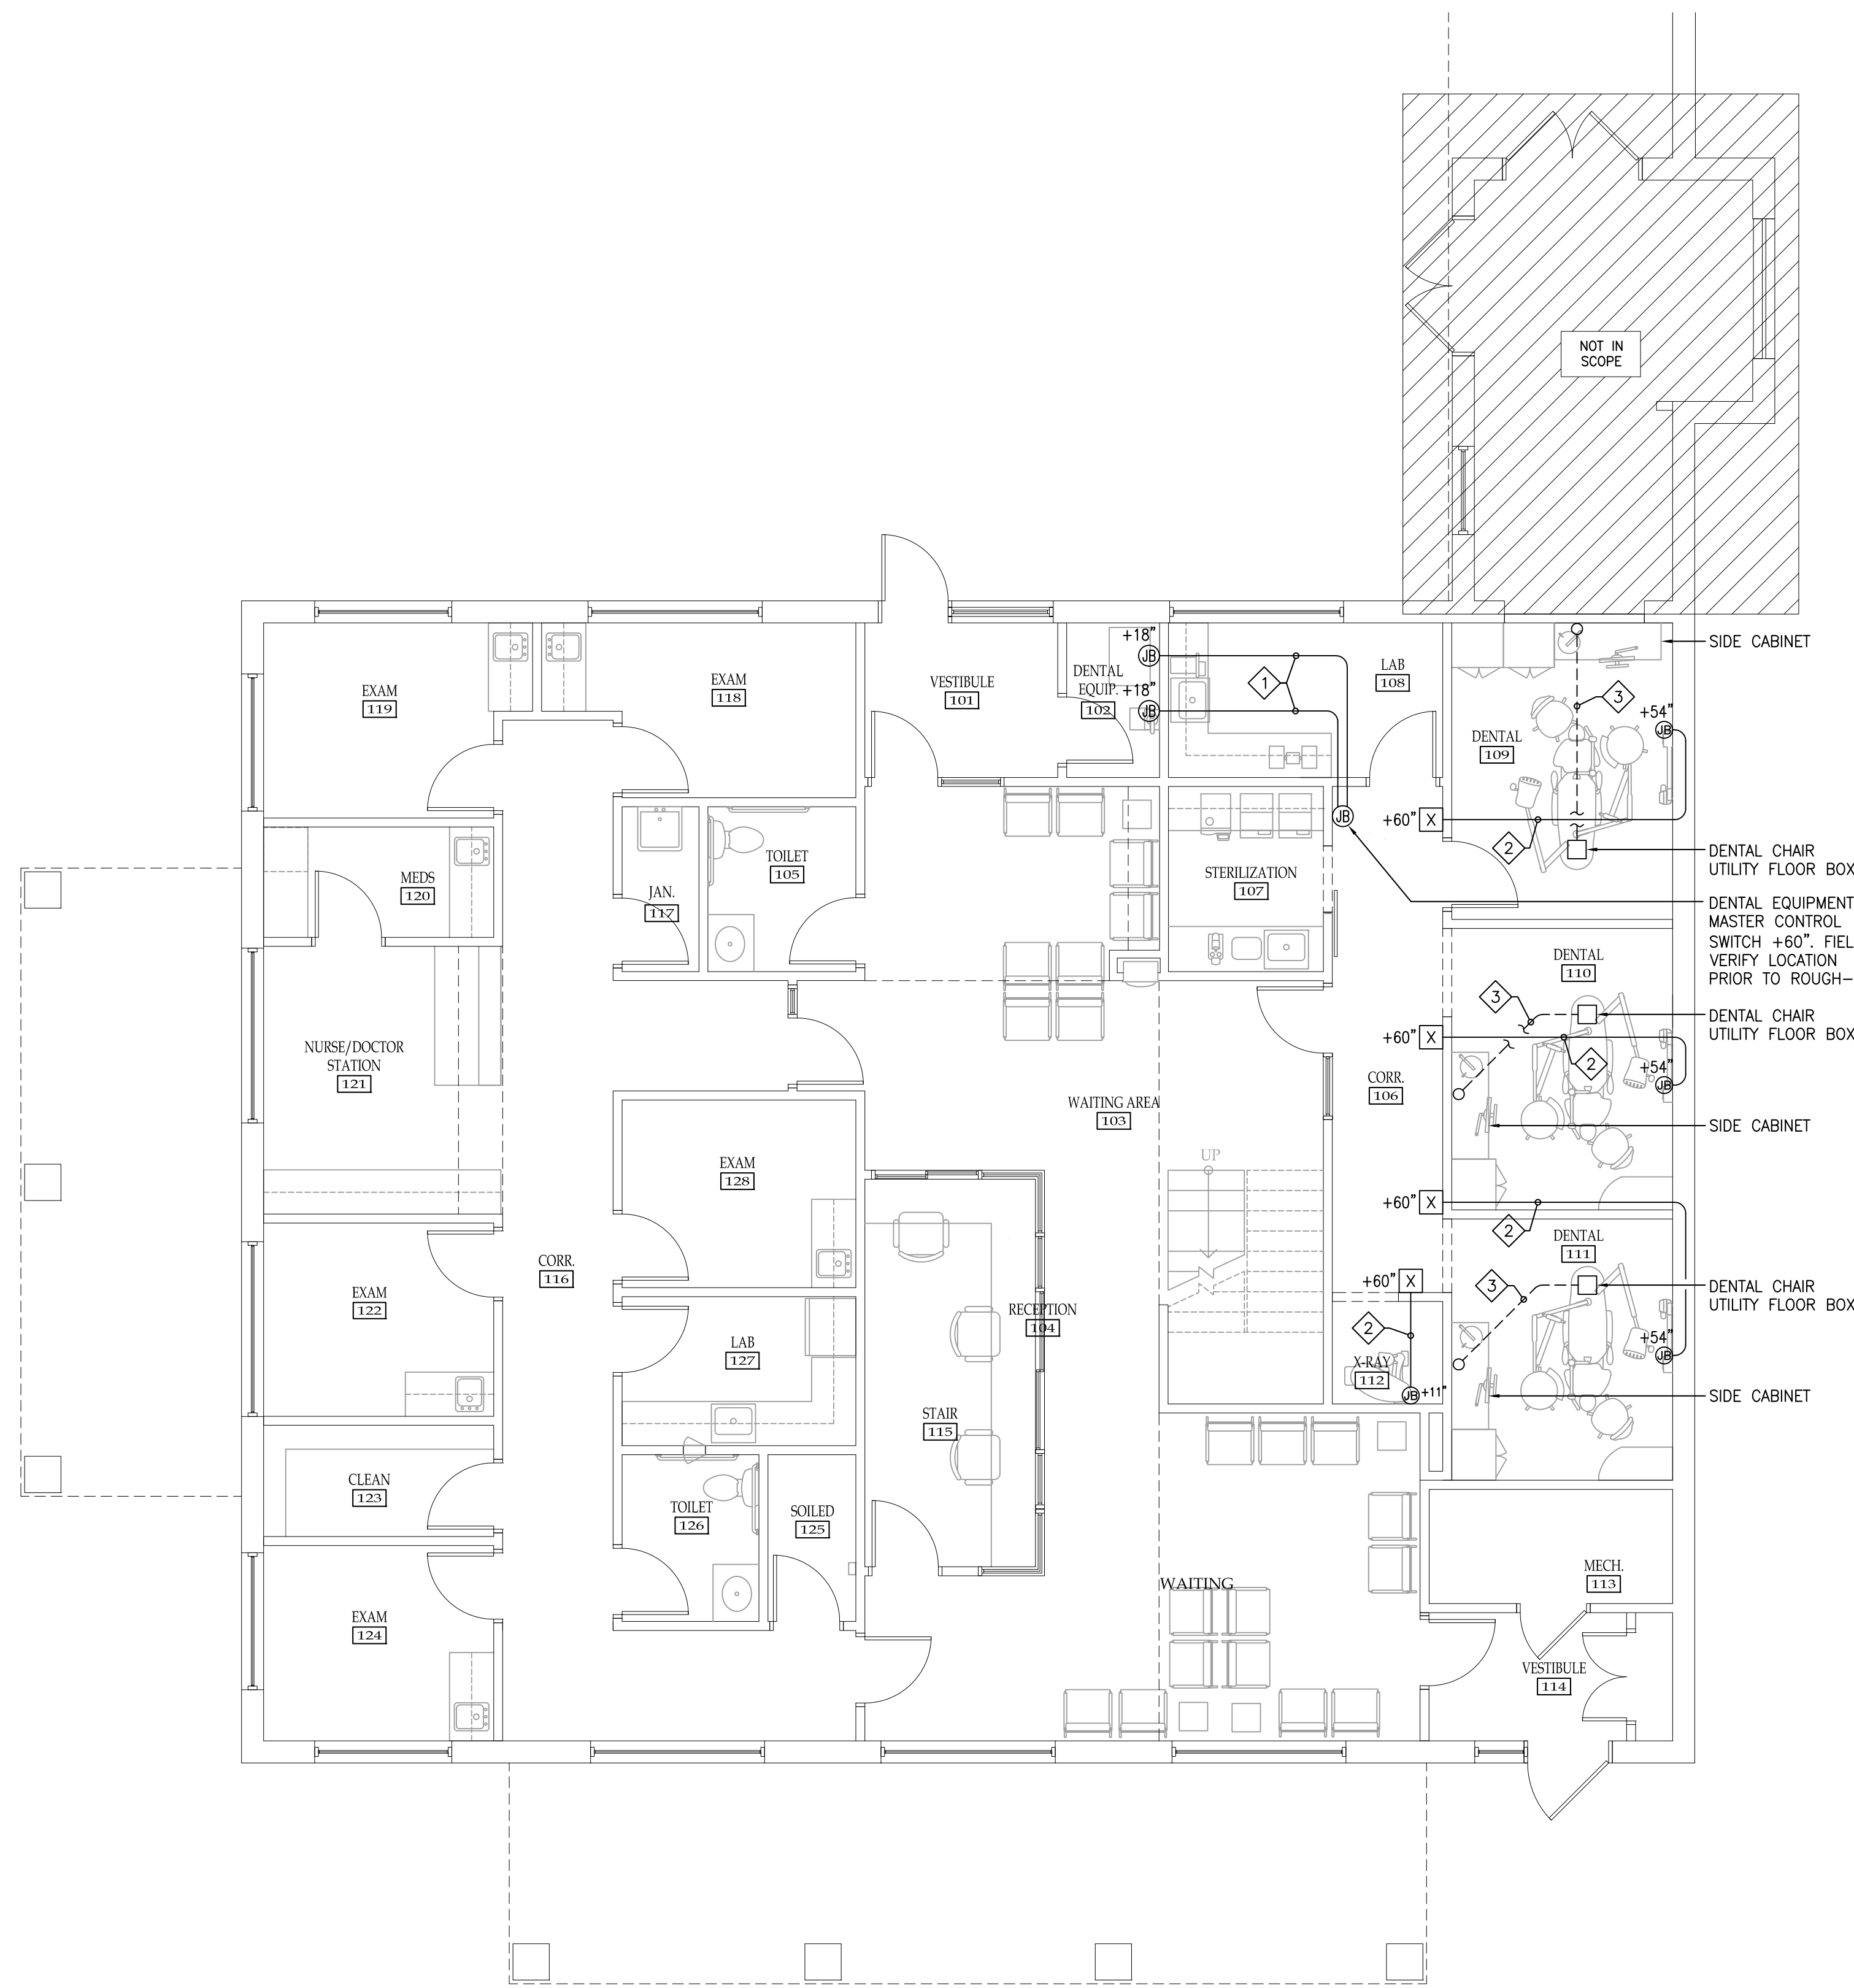 NOT IN
SCOPE
SIDE CABINET
+18"
JB
DENTAL
EQUIP.
102
+18"
JB
1
LAB
108
3
+54"
JB
DENTAL
109
EXAM
119
EXAM
118
VESTIBULE
101
+60" X
2
JB
DENTAL CHAIR
UTILITY FLOOR BOX
MEDS
120
JAN.
117
TOILET
105
STERILIZATION
107
DENTAL EQUIPMENT
MASTER CONTROL
SWITCH +60". FIEL
VERIFY LOCATION
PRIOR TO ROUGH-
DENTAL
110
3
DENTAL CHAIR
UTILITY FLOOR BOX
NURSE/DOCTOR
STATION
121
+60" X
2
+54"
JB
CORR.
106
WAITING AREA
103
SIDE CABINET
UP
EXAM
128
+60" X
2
DENTAL
111
CORR.
116
EXAM
122
RECEPTION
104
+60" X
3
DENTAL CHAIR
UTILITY FLOOR BOX
LAB
127
2
+54"
JB
X-RAY
112
JB +11"
SIDE CABINET
STAIR
115
CLEAN
123
TOILET
126
SOILED
125
MECH.
113
WAITING
EXAM
124
VESTIBULE
114